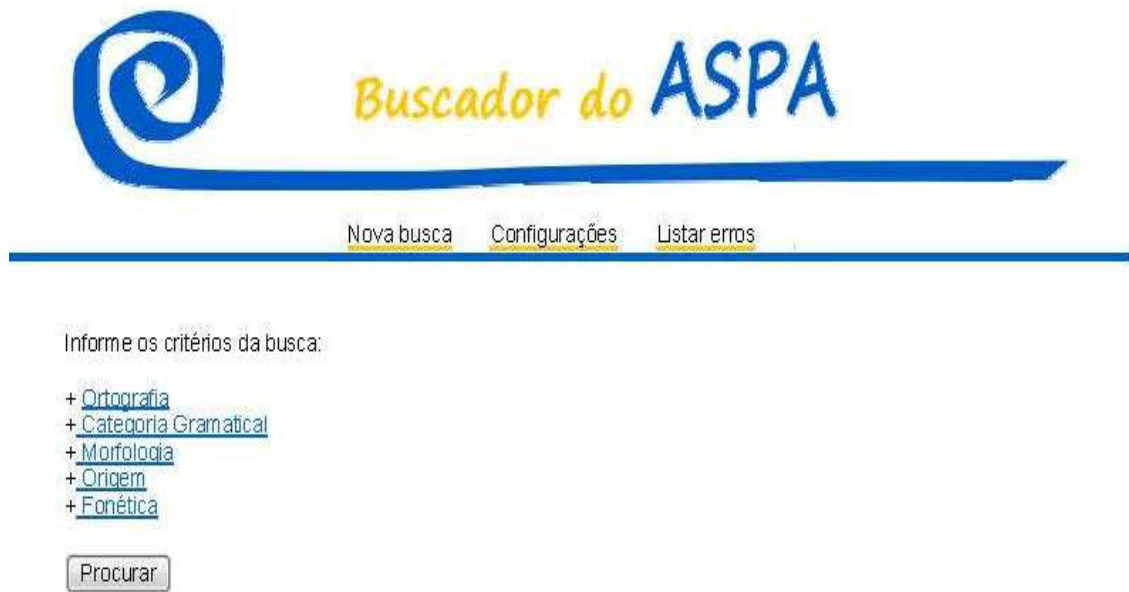 Buscador do ASPA
Nova busca Configurações Listar erros
Informe os critérios da busca:
+ Ortografia
+ Categoria Gramatical
+ Morfologia
+ Origem
+ Fonética
Procurar